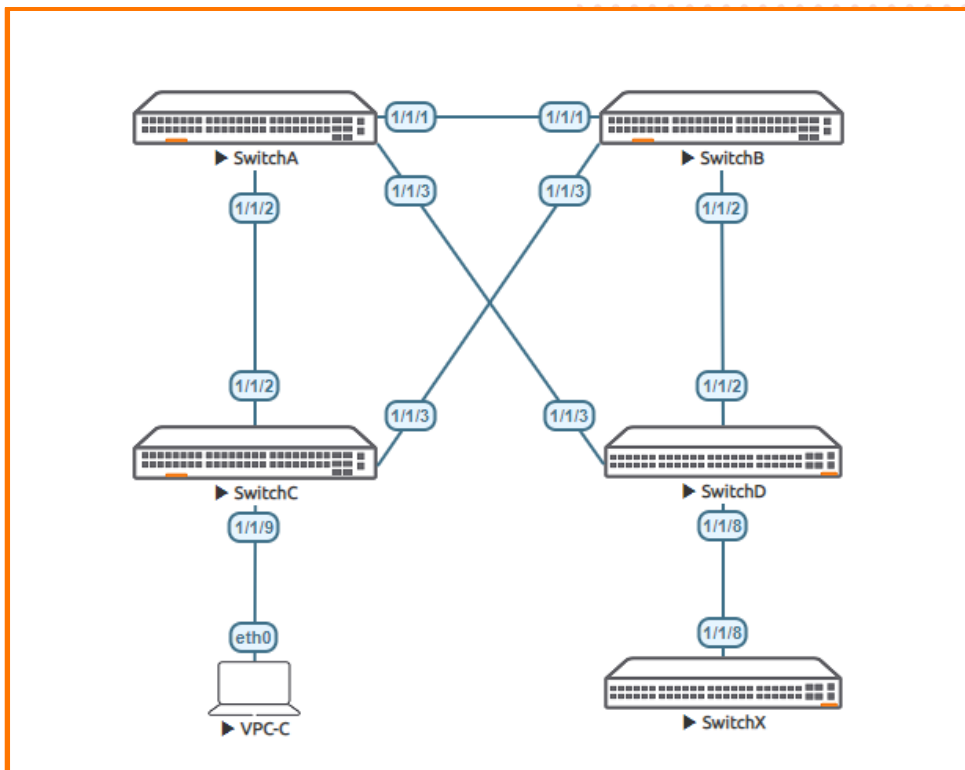 1/1/1 1/1/1
▶ SwitchA ▶ SwitchB
1/1/3 1/1/3
1/1/2 1/1/2
1/1/2 1/1/2
1/1/3 1/1/3
▶ SwitchC ▶ SwitchD
1/1/9 1/1/8
eth0 1/1/8
▶ VPC-C ▶ SwitchX